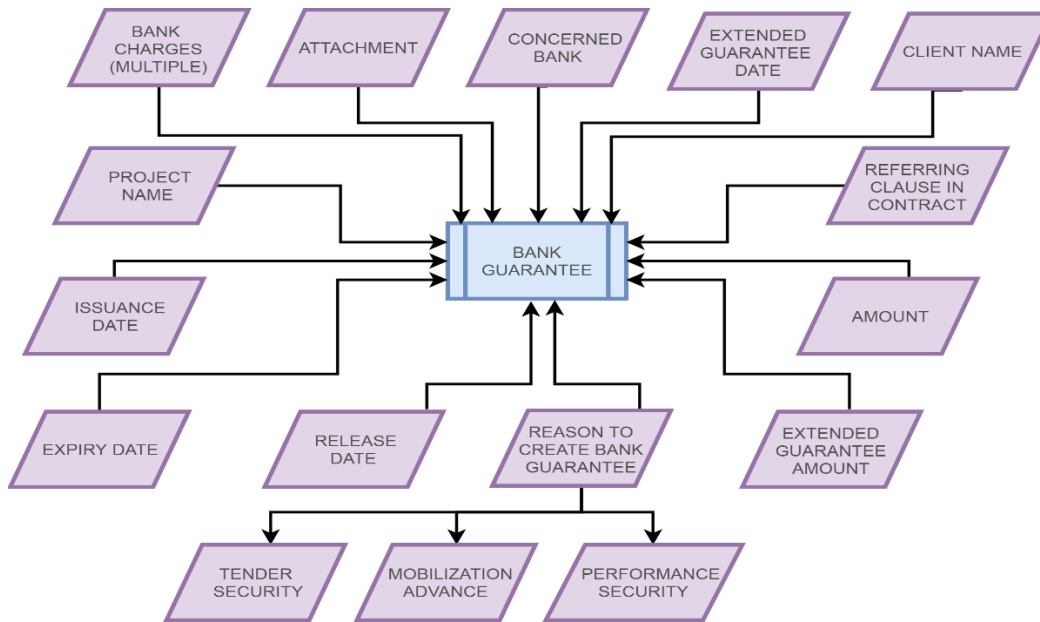 BANK
CHARGES
(MULTIPLE)
ATTACHMENT
CONCERNED
BANK
EXTENDED
GUARANTEE
DATE
CLIENT NAME
PROJECT
NAME
REFERRING
CLAUSE IN
CONTRACT
BANK
GUARANTEE
ISSUANCE
DATE
AMOUNT
EXPIRY DATE
RELEASE
DATE
REASON TO
CREATE BANK
GUARANTEE
EXTENDED
GUARANTEE
AMOUNT
TENDER
SECURITY
MOBILIZATION
ADVANCE
PERFORMANCE
SECURITY